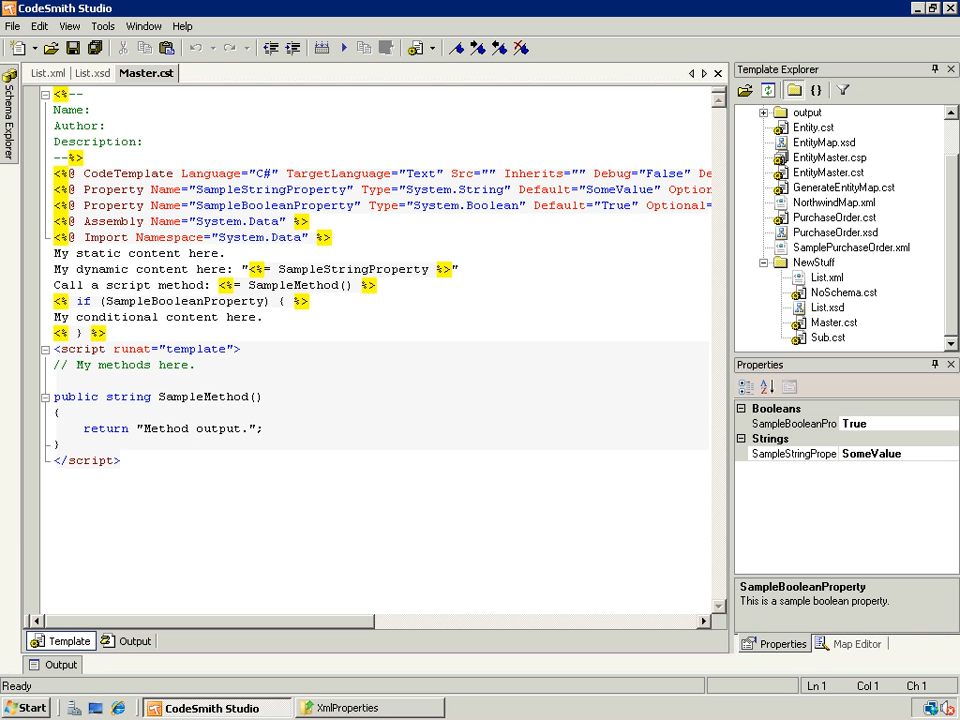 CodeSmith Studio
File Edit View Tools Window Help
List.xml List.xsd Master.cst
Schema Explorer
<%--
Name:
Author:
Description:
--%>
<%@ CodeTemplate Language="C#" TargetLanguage="Text" Src="" Inherits="" Debug="False" De
<%@ Property Name="SampleStringProperty" Type="System.String" Default="SomeValue" Option
<%@ Property Name="SampleBooleanProperty" Type="System.Boolean" Default="True" Optional=
<%@ Assembly Name="System.Data" %>
<%@ Import Namespace="System.Data" %>
My static content here.
My dynamic content here: "<%= SampleStringProperty %>"
Call a script method: <%= SampleMethod() %>
<% if (SampleBooleanProperty) { %>
My conditional content here.
<% } %>
<script runat="template">
// My methods here.
public string SampleMethod()
{
return "Method output.";
}
</script>
Template Output
Output
Template Explorer
output
Entity.cst
EntityMap.xsd
EntityMaster.csp
EntityMaster.cst
GenerateEntityMap.cst
NorthwindMap.xml
PurchaseOrder.cst
PurchaseOrder.xsd
SamplePurchaseOrder.xml
NewStuff
List.xml
NoSchema.cst
List.xsd
Master.cst
Sub.cst
Properties
Booleans
SampleBooleanPro True
Strings
SampleStringPrope SomeValue
SampleBooleanProperty
This is a sample boolean property.
Properties Map Editor
Ready Ln 1 Col 1 Ch 1
Start CodeSmith Studio XmlProperties